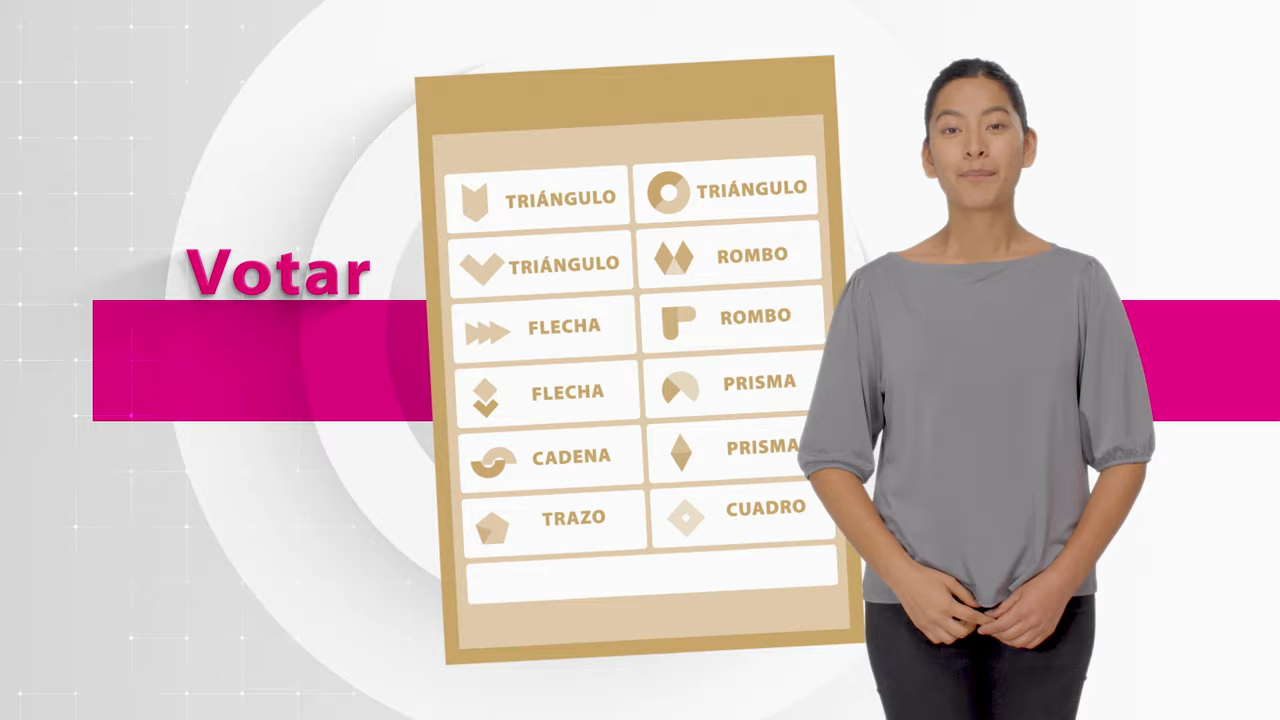 Votar
TRIÁNGULO
TRIÁNGULO
TRIÁNGULO
ROMBO
FLECHA
ROMBO
FLECHA
PRISMA
CADENA
PRISMA
TRAZO
CUADRO